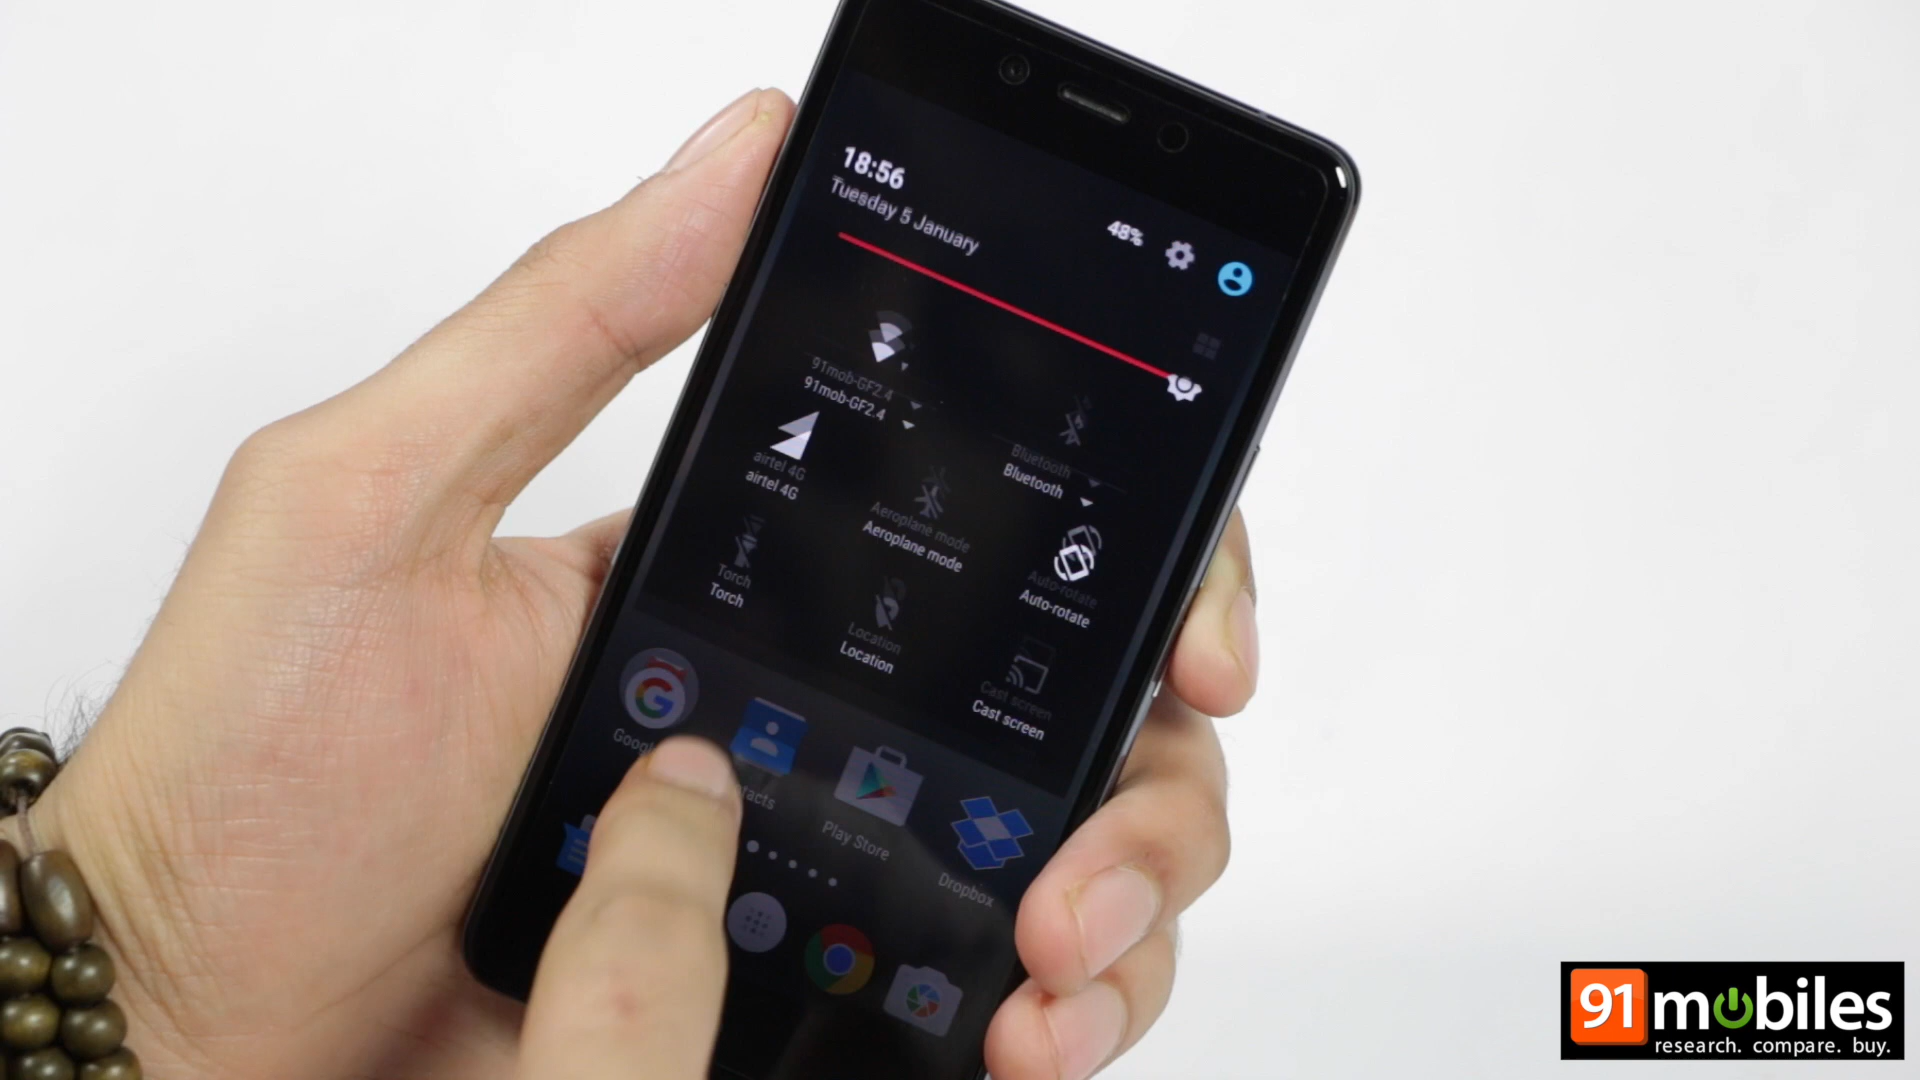 18:56
Tuesday 5 January
48%
91mob-GF2.4
91mob-GF2.4
Bluetooth
Bluetooth
airtel 4G
airtel 4G
Aeroplane mode
Aeroplane mode
Auto-rotate
Auto-rotate
Torch
Torch
Location
Location
Cast screen
Cast screen
Play Store
Dropbox
91mobiles
research. compare. buy.